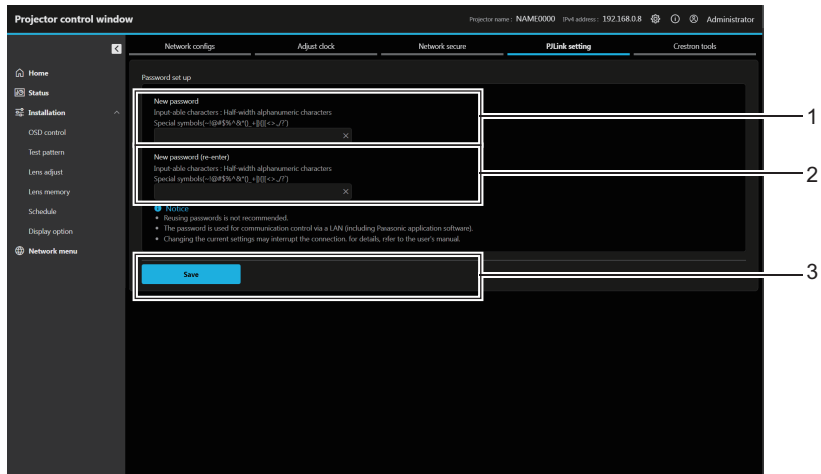 Projector control window
Projector name : NAME0000 IPv4 address : 192.168.0.8 Administrator
Network configs Adjust clock Network secure PJLink setting Crestron tools
Home
Status
Installation
OSD control
Test pattern
Lens adjust
Lens memory
Schedule
Display option
Network menu
Password set up
New password
Input-able characters : Half-width alphanumeric characters
1
New password (re-enter)
Input-able characters : Half-width alphanumeric characters
2
Notice
• Reusing passwords is not recommended.
• The password is used for communication control via a LAN (including Panasonic application software).
• Changing the current settings may interrupt the connection. for details, refer to the user's manual.
Save
3